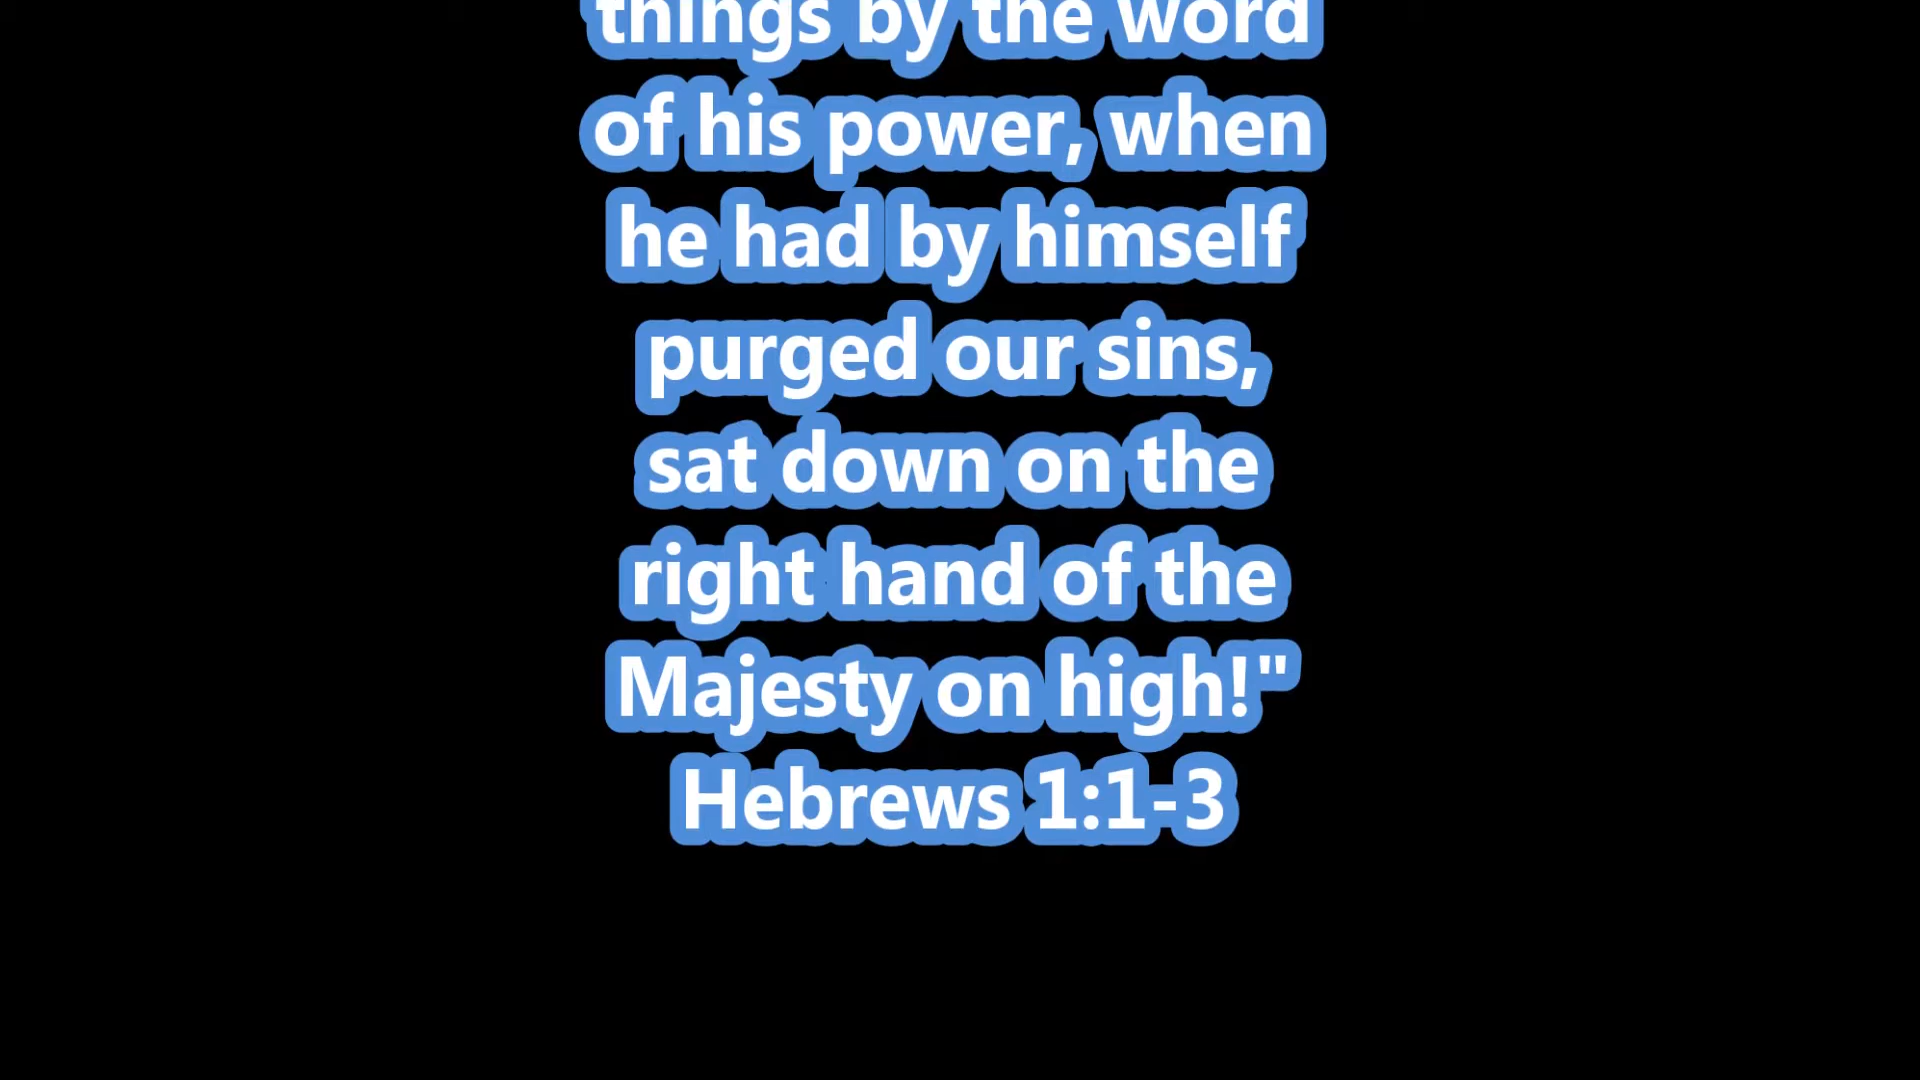 things by the word
of his power, when
he had by himself
purged our sins,
sat down on the
right hand of the
Majesty on high!"
Hebrews 1:1-3